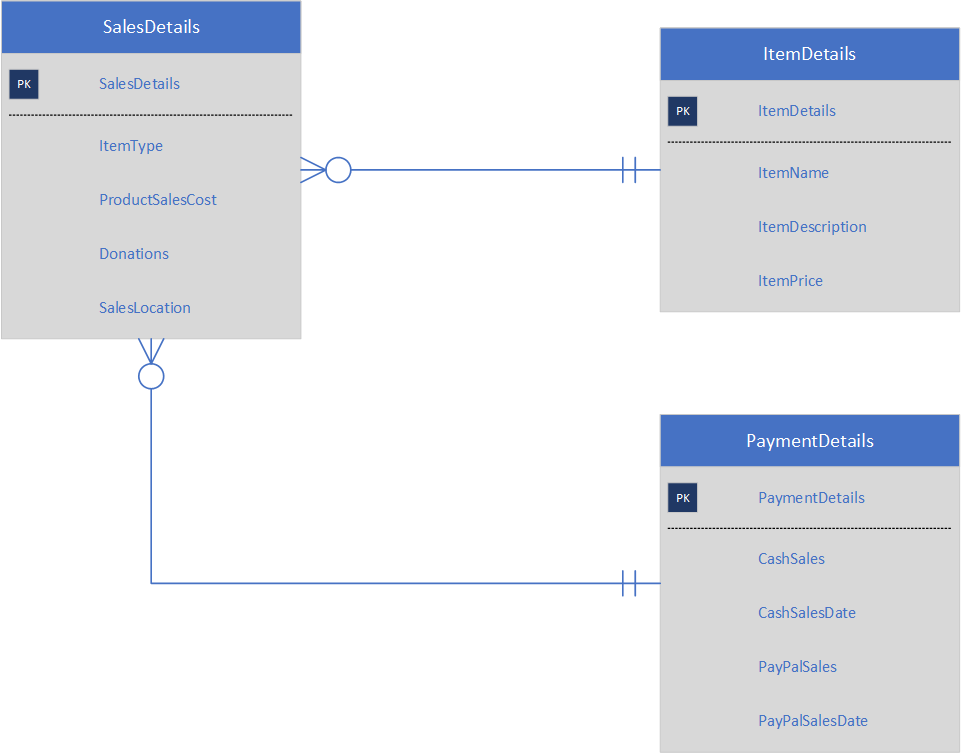 SalesDetails
PK
SalesDetails
ItemType
ProductSalesCost
Donations
SalesLocation
ItemDetails
PK
ItemDetails
ItemName
ItemDescription
ItemPrice
PaymentDetails
PK
PaymentDetails
CashSales
CashSalesDate
PayPalSales
PayPalSalesDate